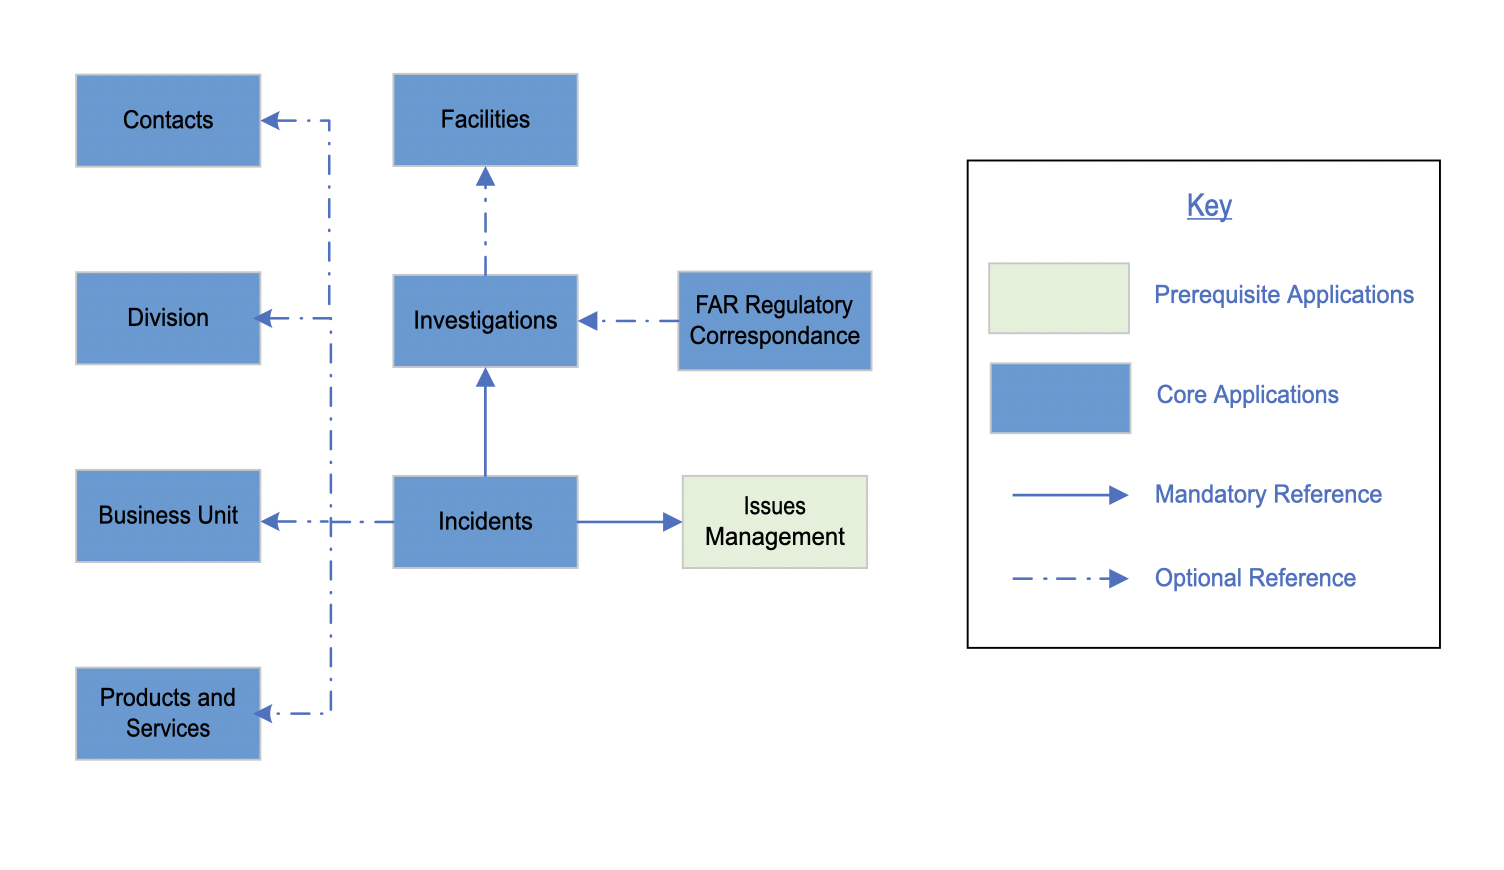 Contacts
Facilities
Key
Prerequisite Applications
Division
Investigations
FAR Regulatory
Correspondance
Core Applications
Mandatory Reference
Business Unit
Incidents
Issues
Management
Optional Reference
Products and
Services